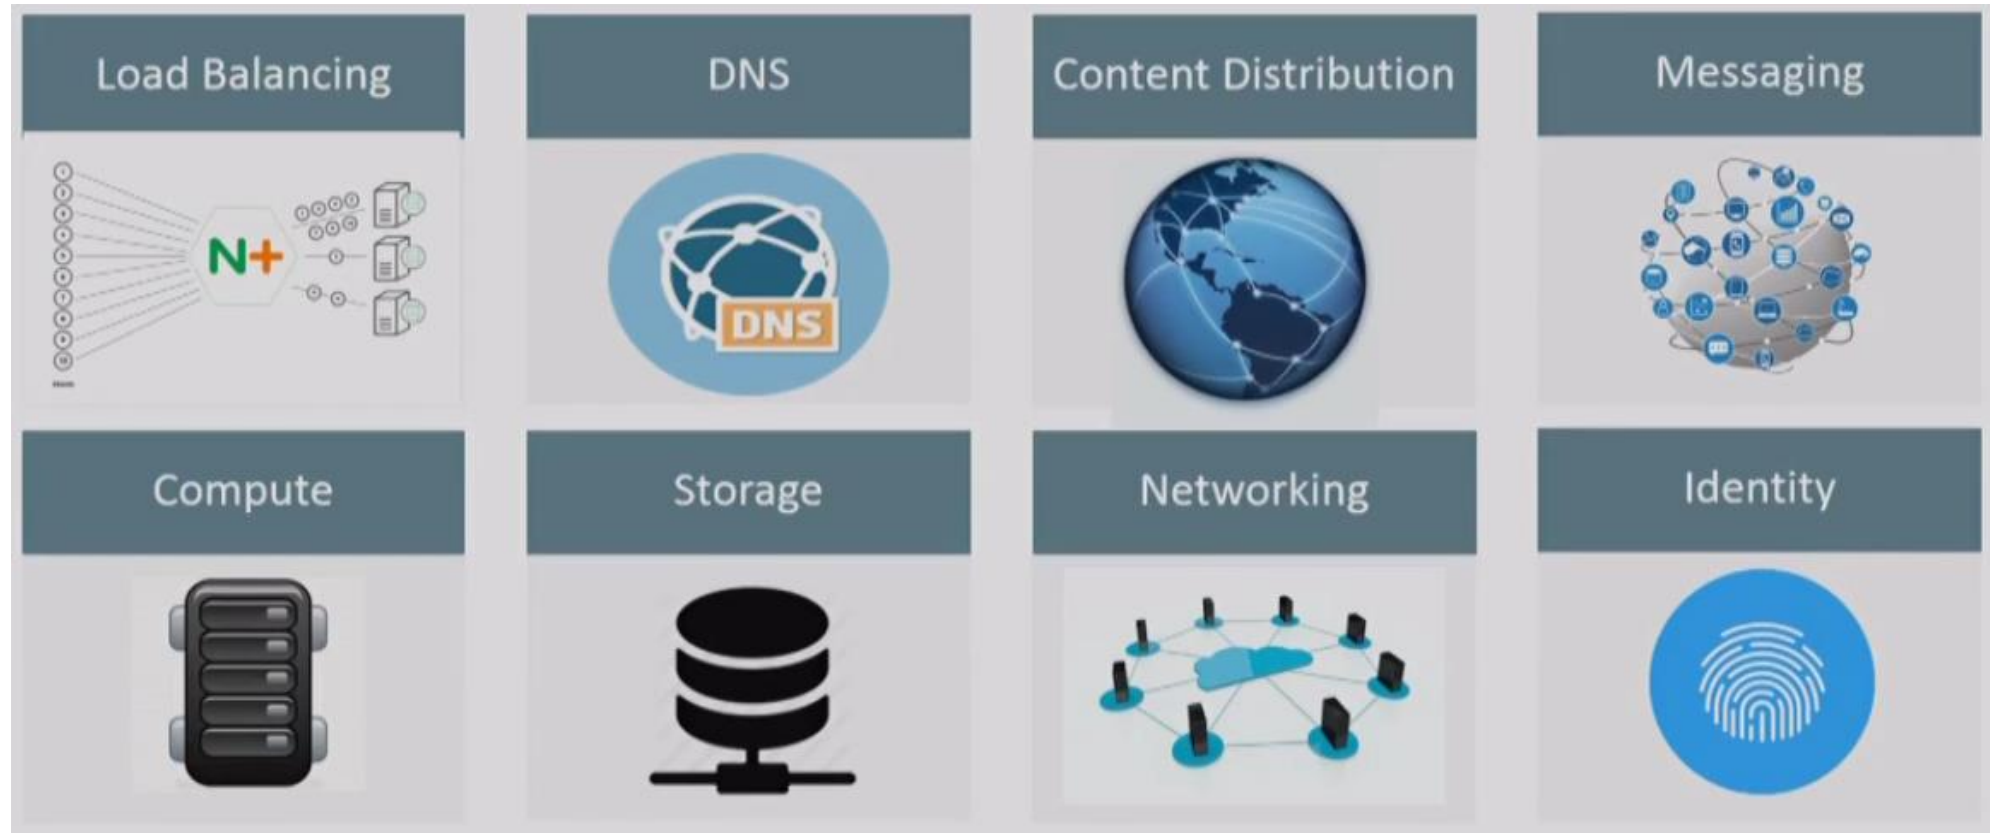 Load Balancing
DNS
Content Distribution
Messaging
N+
DNS
Compute
Storage
Networking
Identity